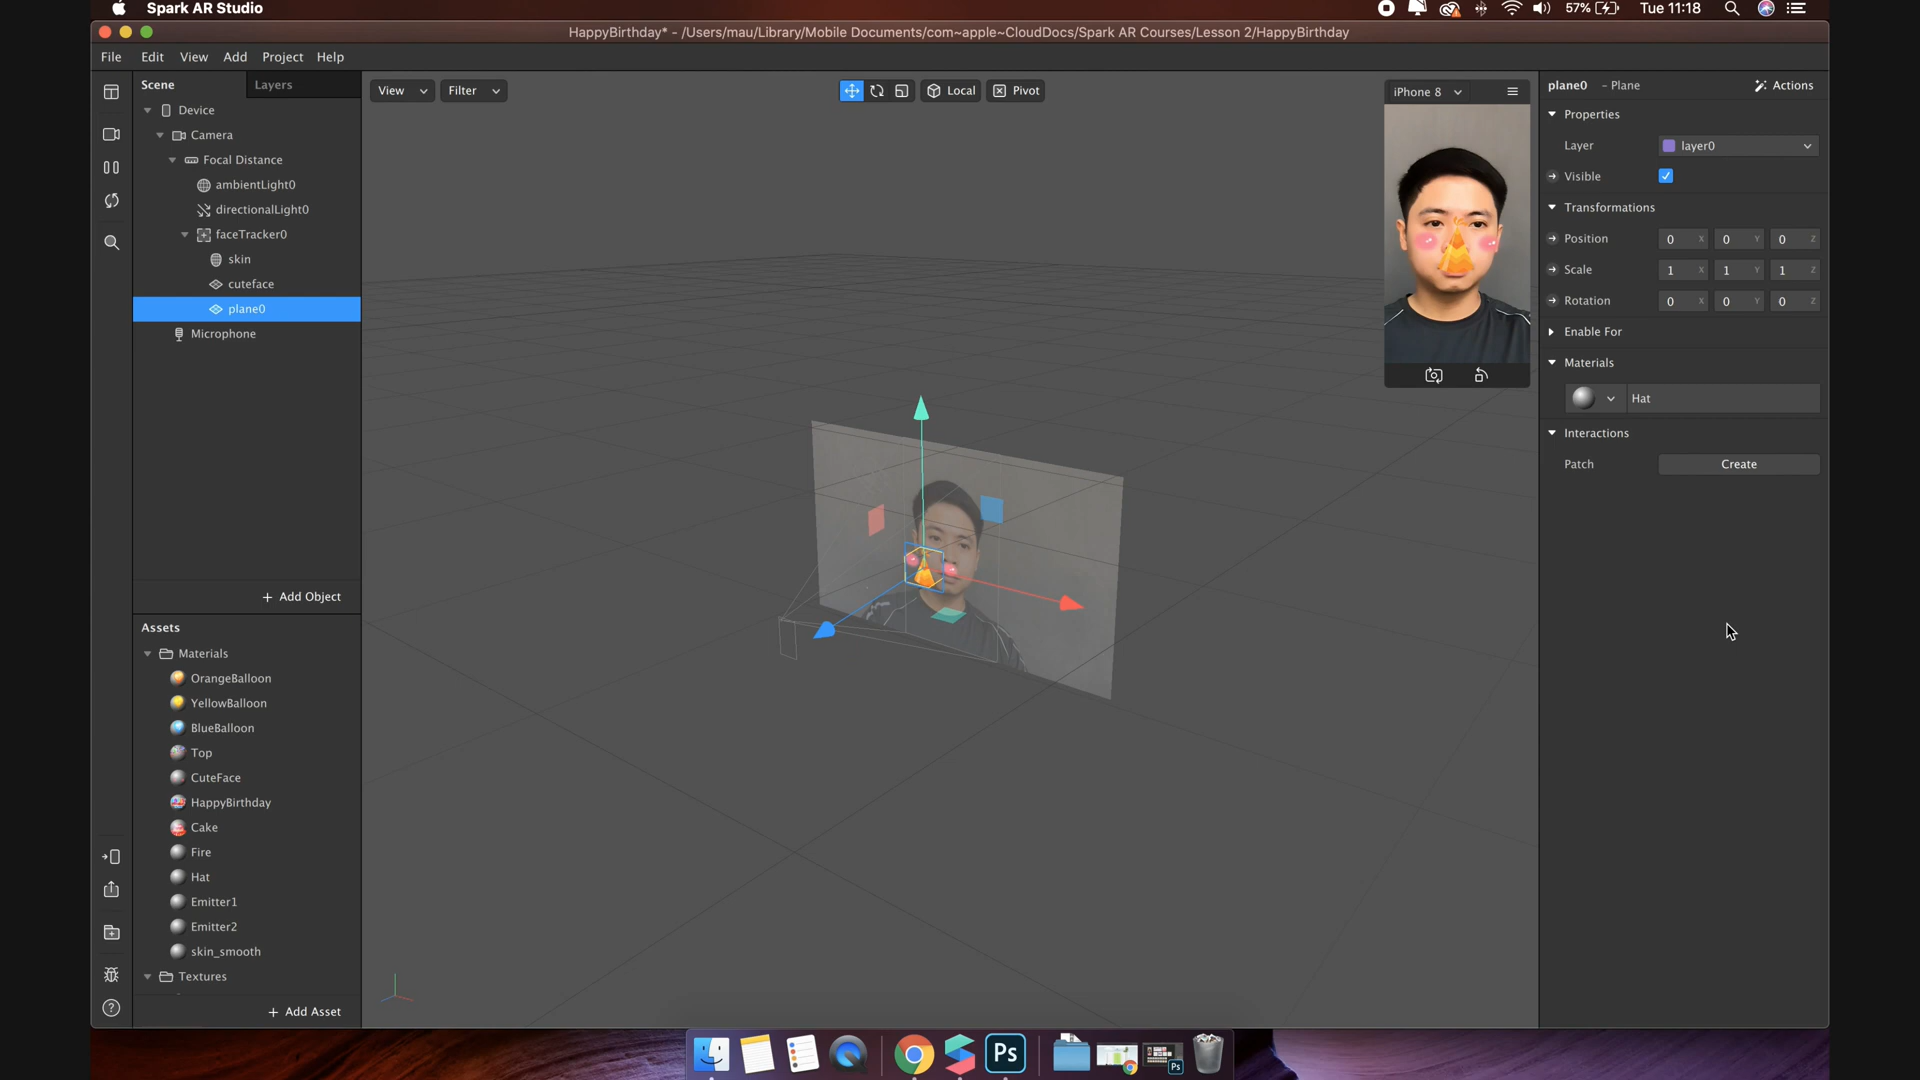 Spark AR Studio
57%
Tue 11:18
HappyBirthday* - /Users/mau/Library/Mobile Documents/com~apple~CloudDocs/Spark AR Courses/Lesson 2/HappyBirthday
File Edit View Add Project Help
Scene
Layers
Device
Camera
Focal Distance
ambientLight0
directionalLight0
faceTracker0
skin
cuteface
plane0
Microphone
+ Add Object
Assets
Materials
OrangeBalloon
YellowBalloon
BlueBalloon
Top
CuteFace
HappyBirthday
Cake
Fire
Hat
Emitter1
Emitter2
skin_smooth
Textures
+ Add Asset
View
Filter
Local
Pivot
iPhone 8
plane0 - Plane
Actions
Properties
Layer
layer0
Visible
Transformations
Position 0 X 0 Y 0 Z
Scale 1 X 1 Y 1 Z
Rotation 0 X 0 Y 0 Z
Enable For
Materials
Hat
Interactions
Patch
Create
Ps
Ps